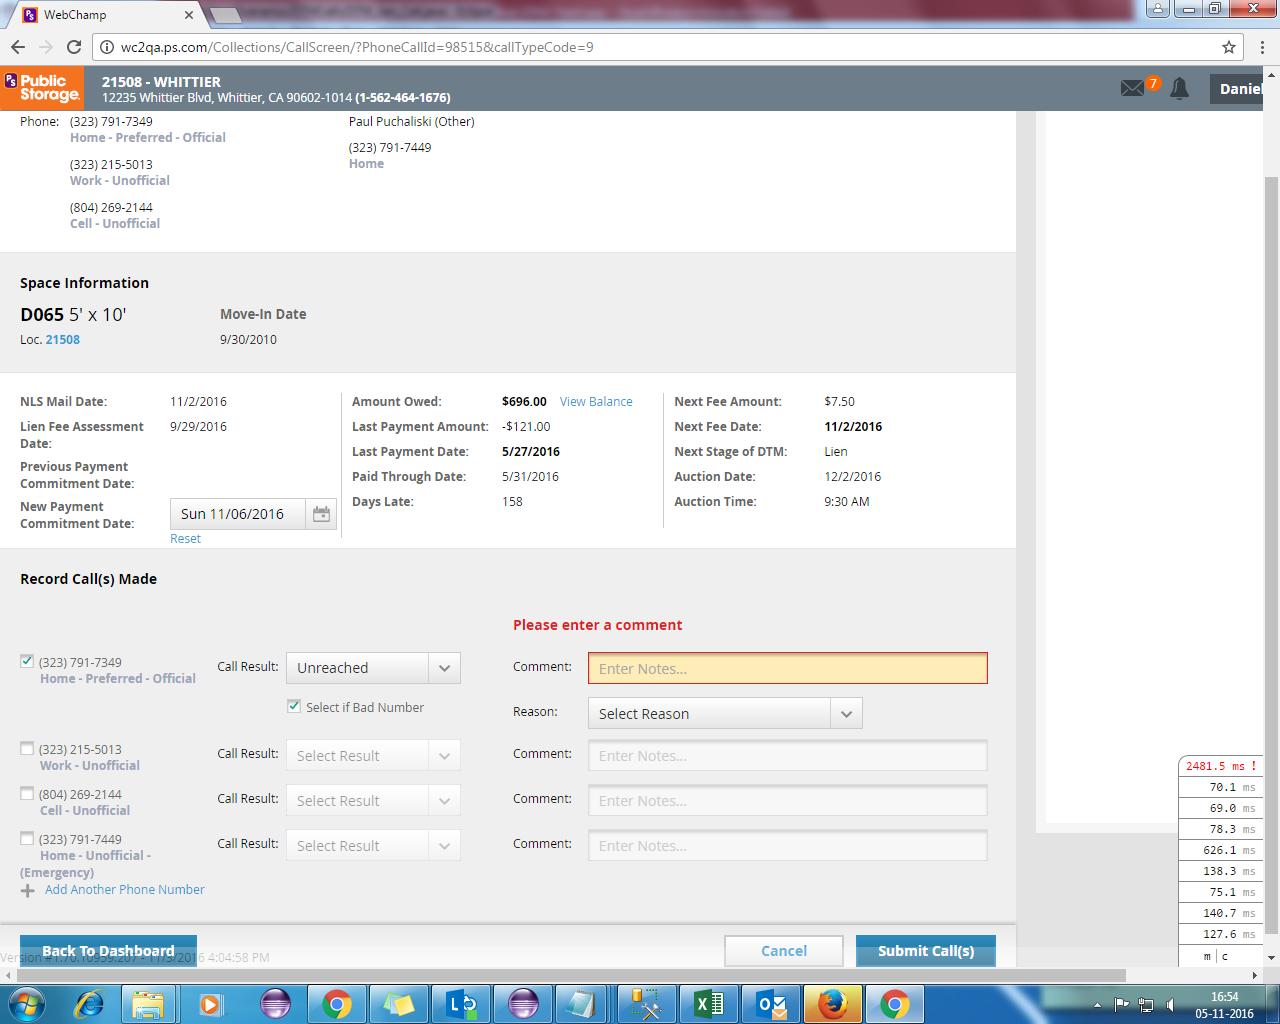 WebChamp
wc2qa.ps.com/Collections/CallScreen/?PhoneCallId=98515&callTypeCode=9
PS Public Storage.
21508 - WHITTIER
12235 Whittier Blvd, Whittier, CA 90602-1014 (1-562-464-1676)
7
Daniel
Phone: (323) 791-7349
Home - Preferred - Official
(323) 215-5013
Work - Unofficial
(804) 269-2144
Cell - Unofficial
Paul Puchaliski (Other)
(323) 791-7449
Home
Space Information
D065 5' x 10'
Loc. 21508
Move-In Date
9/30/2010
NLS Mail Date: 11/2/2016
Lien Fee Assessment Date: 9/29/2016
Previous Payment Commitment Date:
New Payment Commitment Date: Sun 11/06/2016
Reset
Amount Owed: $696.00 View Balance
Last Payment Amount: -$121.00
Last Payment Date: 5/27/2016
Paid Through Date: 5/31/2016
Days Late: 158
Next Fee Amount: $7.50
Next Fee Date: 11/2/2016
Next Stage of DTM: Lien
Auction Date: 12/2/2016
Auction Time: 9:30 AM
Record Call(s) Made
Please enter a comment
(323) 791-7349
Home - Preferred - Official
Call Result: Unreached
Select if Bad Number
Comment: Enter Notes...
Reason: Select Reason
(323) 215-5013
Work - Unofficial
Call Result: Select Result
Comment: Enter Notes...
(804) 269-2144
Cell - Unofficial
Call Result: Select Result
Comment: Enter Notes...
(323) 791-7449
Home - Unofficial -
(Emergency)
Call Result: Select Result
Comment: Enter Notes...
Add Another Phone Number
Back To Dashboard
Cancel
Submit Call(s)
2481.5 ms !
70.1 ms
69.0 ms
78.3 ms
626.1 ms
138.3 ms
75.1 ms
140.7 ms
127.6 ms
m | c
16:54
05-11-2016